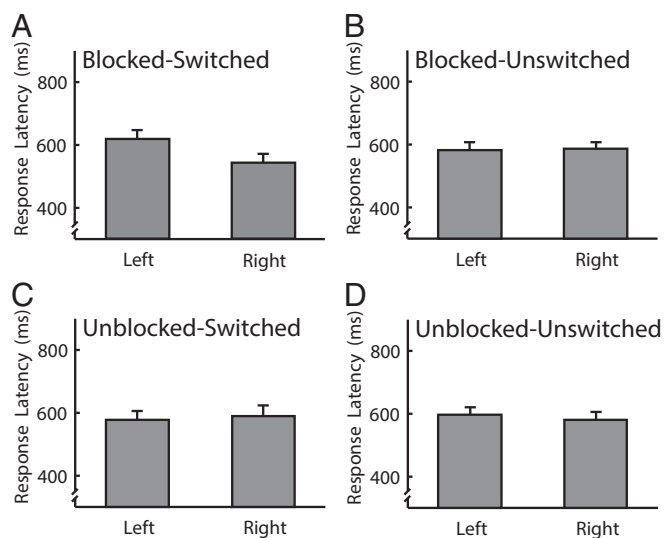 A
Blocked-Switched
Response Latency (ms)
800
600
400
Left Right
B
Blocked-Unswitched
Response Latency (ms)
800
600
400
Left Right
C
Unblocked-Switched
Response Latency (ms)
800
600
400
Left Right
D
Unblocked-Unswitched
Response Latency (ms)
800
600
400
Left Right